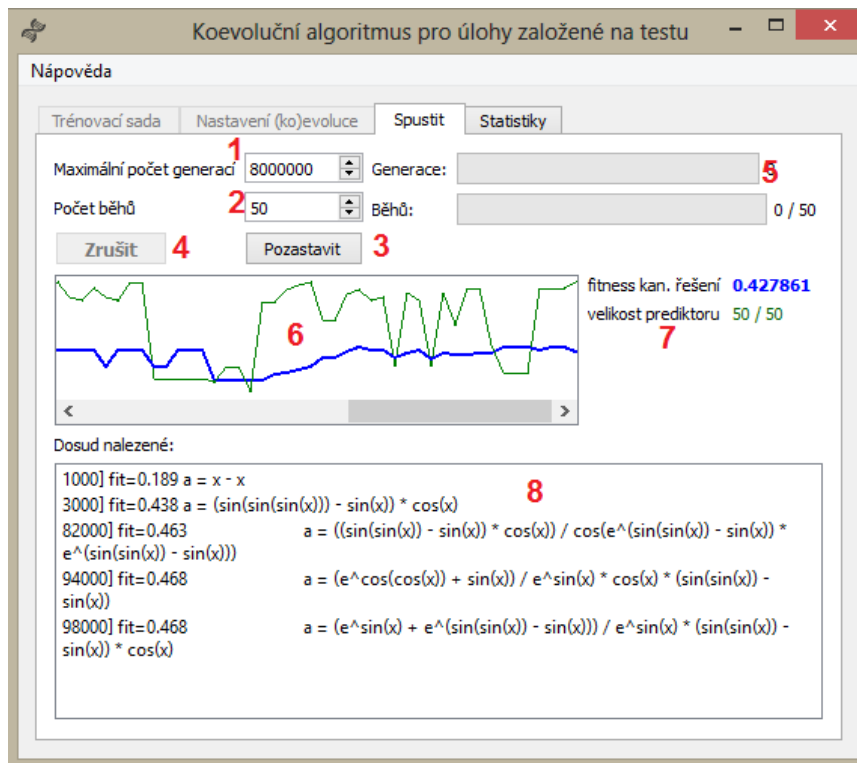 Koevoluční algoritmus pro úlohy založené na testu
Nápověda
Trénovací sada
Nastavení (ko)evoluce
Spustit
Statistiky
1
Maximální počet generací 8000000 Generace: 5
2
Počet běhů 50 Běhů: 0 / 50
Zrušit 4 Pozastavit 3
fitness kan. řešení 0.427861
velikost prediktoru 50 / 50
6
7
Dosud nalezené:
8
1000] fit=0.189 a = x - x
3000] fit=0.438 a = (sin(sin(sin(x))) - sin(x)) * cos(x)
82000] fit=0.463 a = ((sin(sin(x)) - sin(x)) * cos(x)) / cos(e^(sin(sin(x)) - sin(x)) *
e^(sin(sin(x)) - sin(x)))
94000] fit=0.468 a = (e^cos(cos(x)) + sin(x)) / e^sin(x) * cos(x) * (sin(sin(x)) -
sin(x))
98000] fit=0.468 a = (e^sin(x) + e^(sin(sin(x)) - sin(x))) / e^sin(x) * (sin(sin(x)) -
sin(x)) * cos(x)